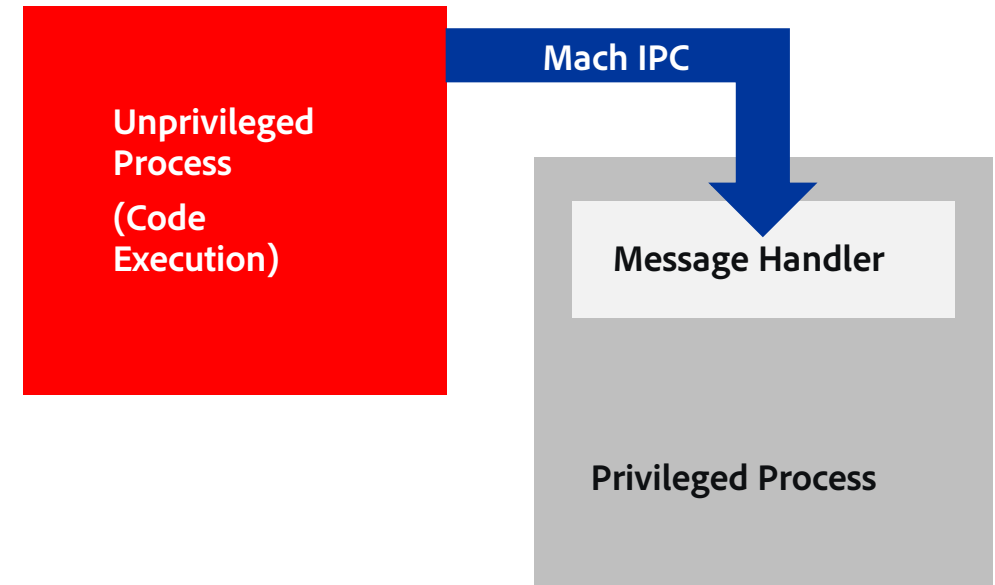 Mach IPC
Unprivileged
Process
(Code
Execution)
Message Handler
Privileged Process